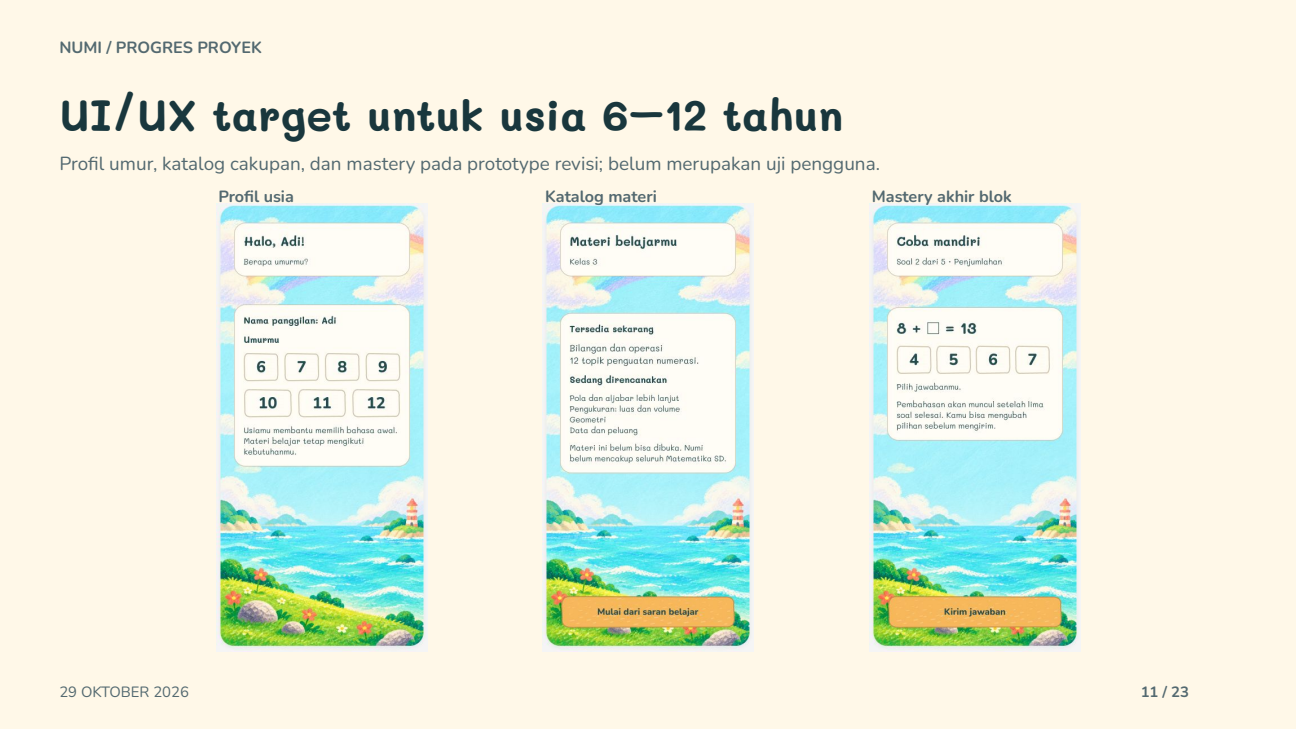 NUMI / PROGRES PROYEK
UI/UX target untuk usia 6—12 tahun
Profil umur, katalog cakupan, dan mastery pada prototype revisi; belum merupakan uji pengguna.
Profil usia
Halo, Adi!
Berapa umurmu?
Nama panggilan: Adi
Umurmu
6 7 8 9
10 11 12
Usiamu membantu memilih bahasa awal.
Materi belajar tetap mengikuti
kebutuhanmu.
Katalog materi
Materi belajarmu
Kelas 3
Tersedia sekarang
Bilangan dan operasi
12 topik penguatan numerasi.
Sedang direncanakan
Pola dan aljabar lebih lanjut
Pengukuran: luas dan volume
Geometri
Data dan peluang
Materi ini belum bisa dibuka. Numi
belum mencakup seluruh Matematika SD.
Mulai dari saran belajar
Mastery akhir blok
Coba mandiri
Soal 2 dari 5 · Penjumlahan
8 + □ = 13
4 5 6 7
Pilih jawabanmu.
Pembahasan akan muncul setelah lima
soal selesai. Kamu bisa mengubah
pilihan sebelum mengirim.
Kirim jawaban
29 OKTOBER 2026
11 / 23